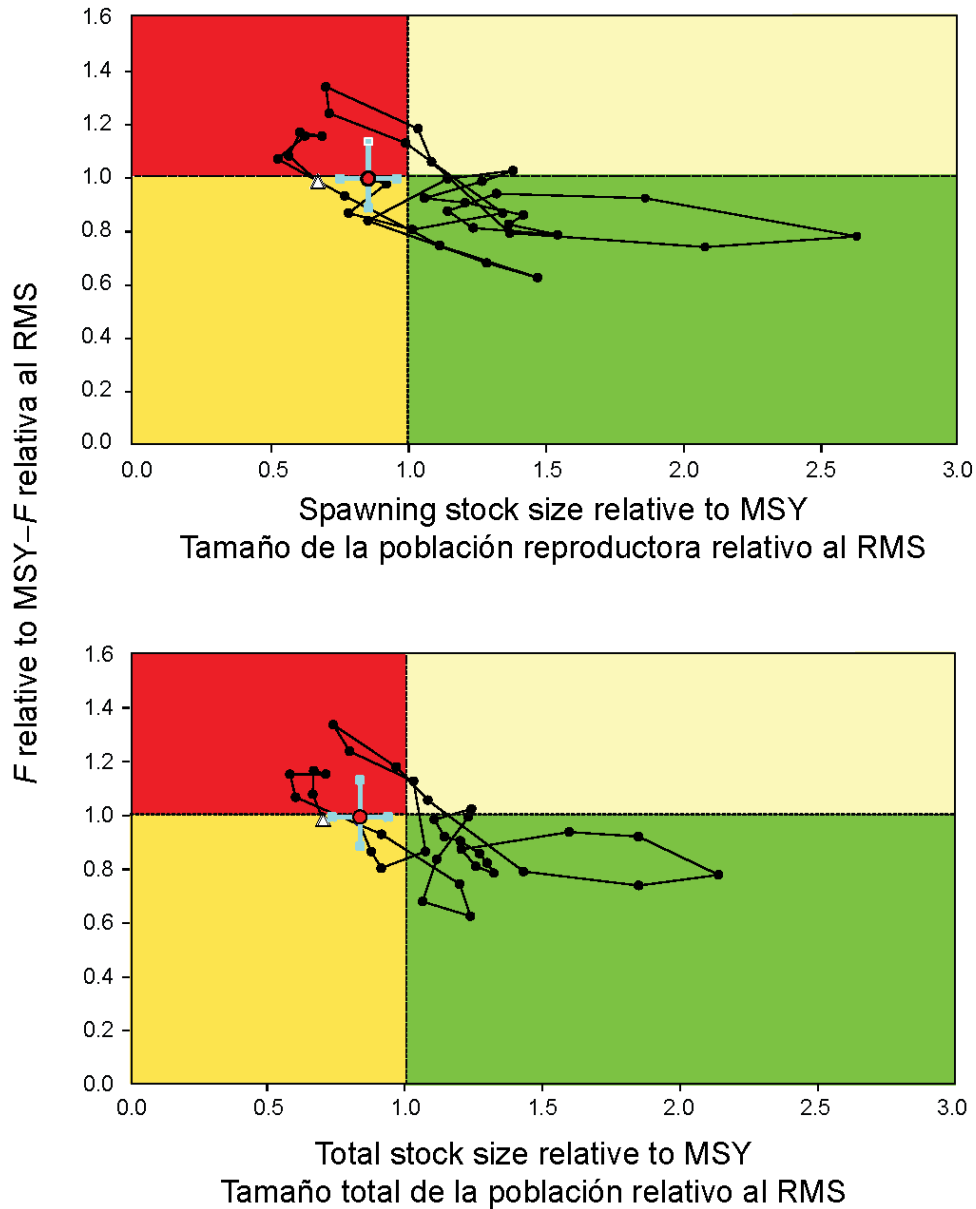 F relative to MSY–F relativa al RMS
1.6
1.4
1.2
1.0
0.8
0.6
0.4
0.2
0.0
0.0 0.5 1.0 1.5 2.0 2.5 3.0
Spawning stock size relative to MSY
Tamaño de la población reproductora relativo al RMS
1.6
1.4
1.2
1.0
0.8
0.6
0.4
0.2
0.0
0.0 0.5 1.0 1.5 2.0 2.5 3.0
Total stock size relative to MSY
Tamaño total de la población relativo al RMS